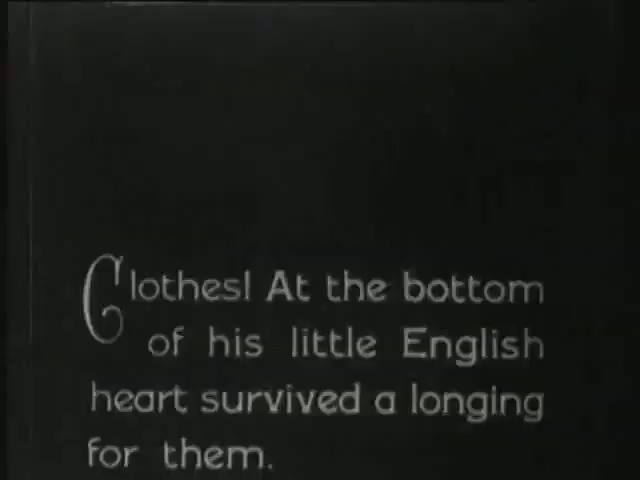 Clothes! At the bottom
of his little English
heart survived a longing
for them.